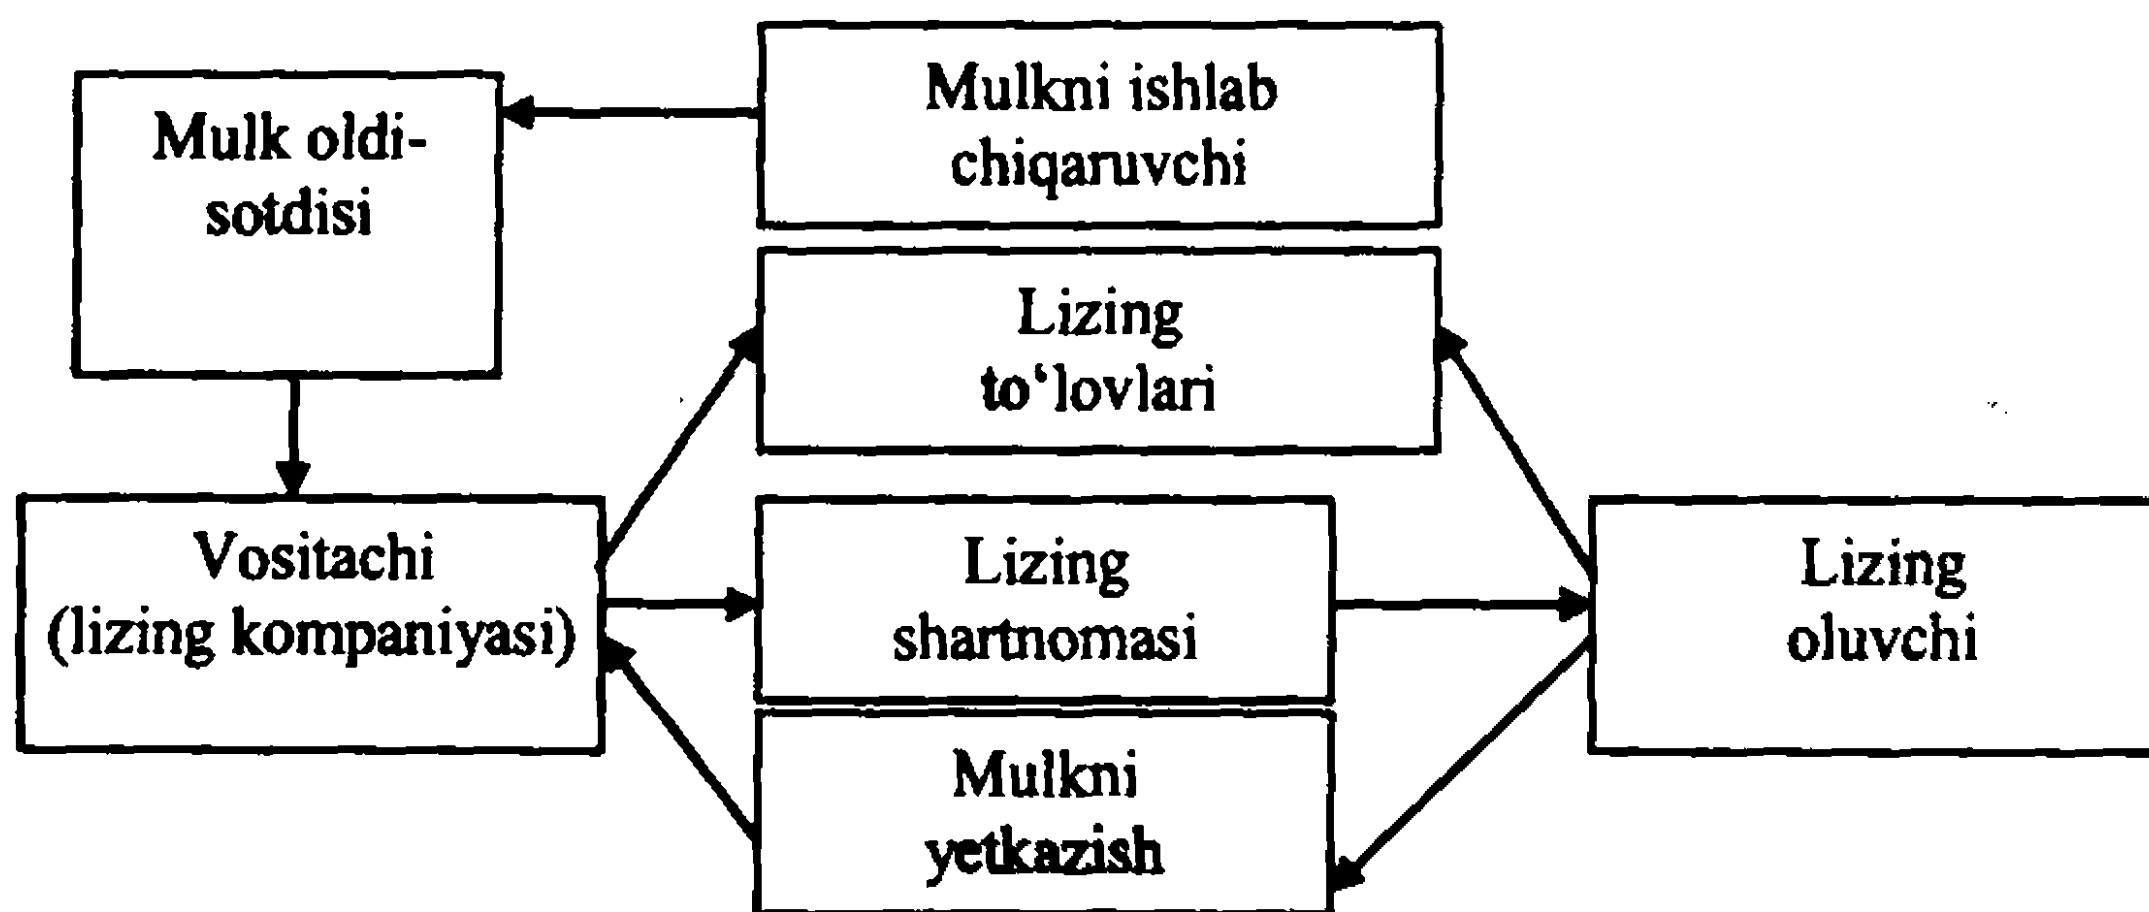 Mulk oldi-
sotdisi
Mulkni ishlab
chiqaruvchi
Lizing
to‘lovlari
Vositachi
(lizing kompaniyasi)
Lizing
shartnomasi
Lizing
oluvchi
Mulkni
yetkazish